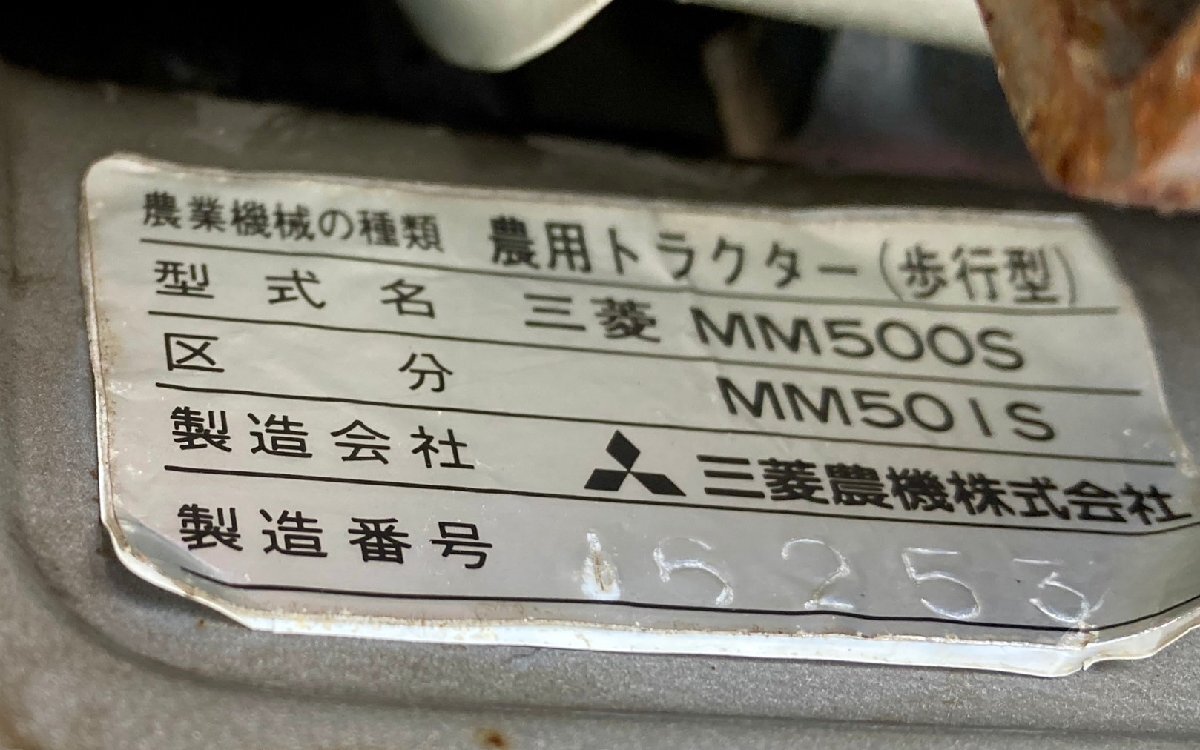 農業機械の種類 農用トラクター(歩行型)
型式名 三菱 MM500S
区分 MM501S
製造会社 三菱農機株式会社
製造番号 15253